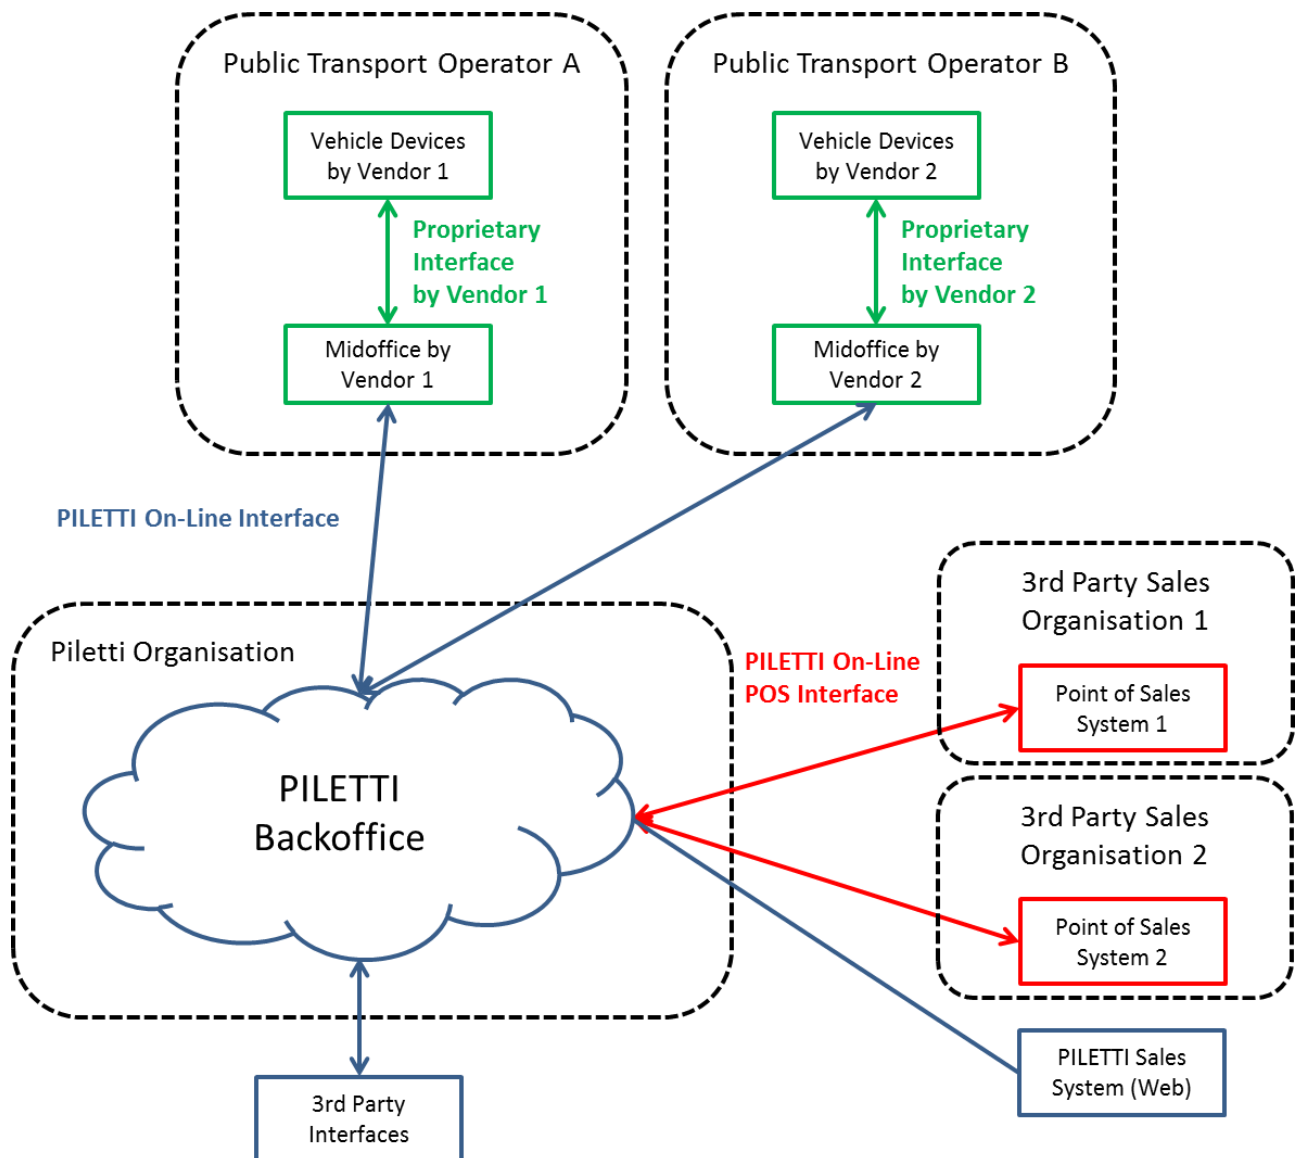 Public Transport Operator A
Public Transport Operator B
Vehicle Devices
by Vendor 1
Vehicle Devices
by Vendor 2
Proprietary
Interface
by Vendor 1
Proprietary
Interface
by Vendor 2
Midoffice by
Vendor 1
Midoffice by
Vendor 2
PILETTI On-Line Interface
3rd Party Sales
Organisation 1
Piletti Organisation
PILETTI On-Line
POS Interface
Point of Sales
System 1
PILETTI
Backoffice
3rd Party Sales
Organisation 2
Point of Sales
System 2
PILETTI Sales
System (Web)
3rd Party
Interfaces